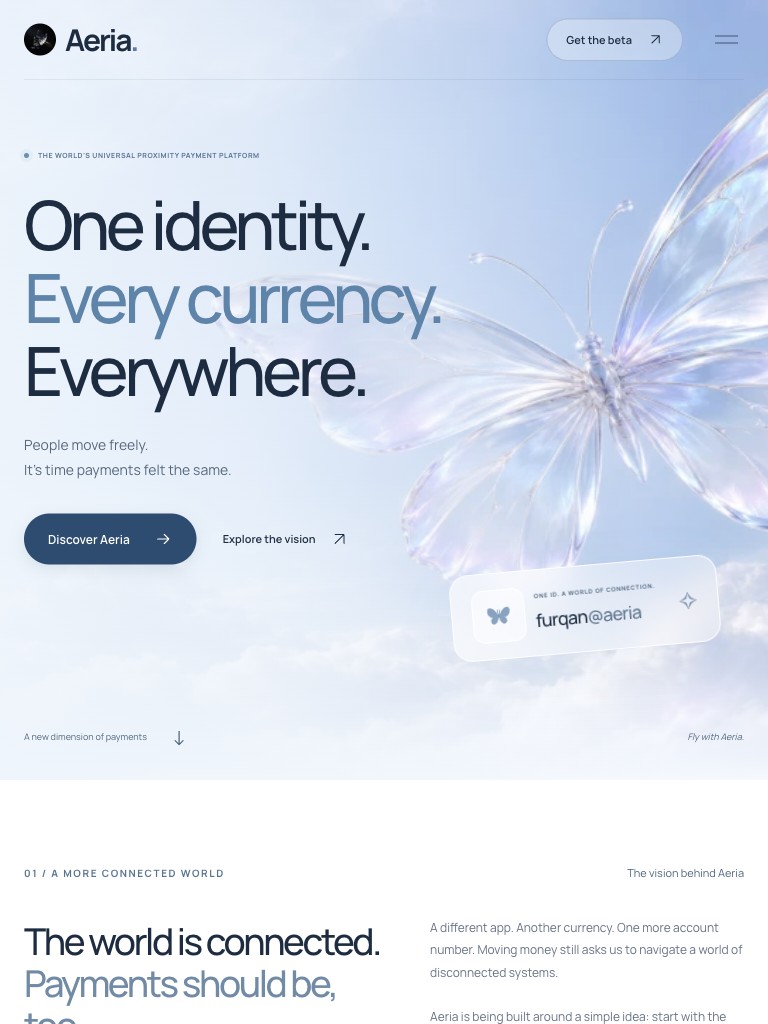 Aeria.
Get the beta
THE WORLD'S UNIVERSAL PROXIMITY PAYMENT PLATFORM
One identity.
Every currency.
Everywhere.
People move freely.
It's time payments felt the same.
Discover Aeria
Explore the vision
ONE ID. A WORLD OF CONNECTION.
furqan@aeria
A new dimension of payments
Fly with Aeria.
01 / A MORE CONNECTED WORLD
The vision behind Aeria
The world is connected.
Payments should be,
too.
A different app. Another currency. One more account
number. Moving money still asks us to navigate a world of
disconnected systems.
Aeria is being built around a simple idea: start with the